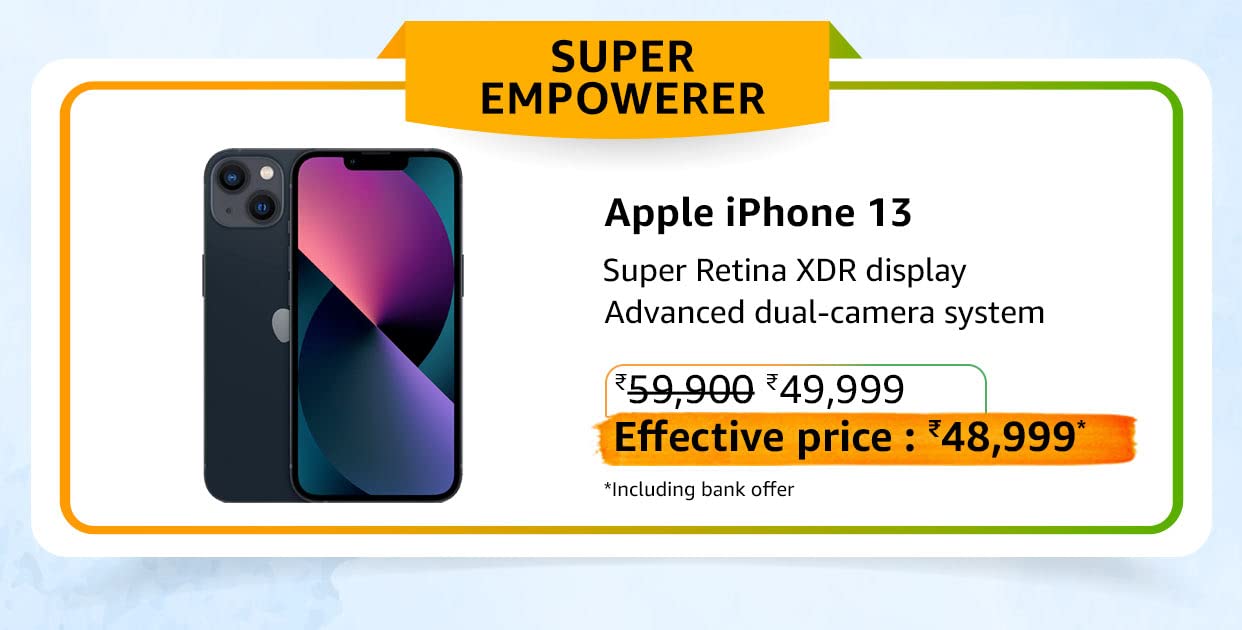 SUPER
EMPOWERER
Apple iPhone 13
Super Retina XDR display
Advanced dual-camera system
₹59,900 ₹49,999
Effective price : ₹48,999*
*Including bank offer